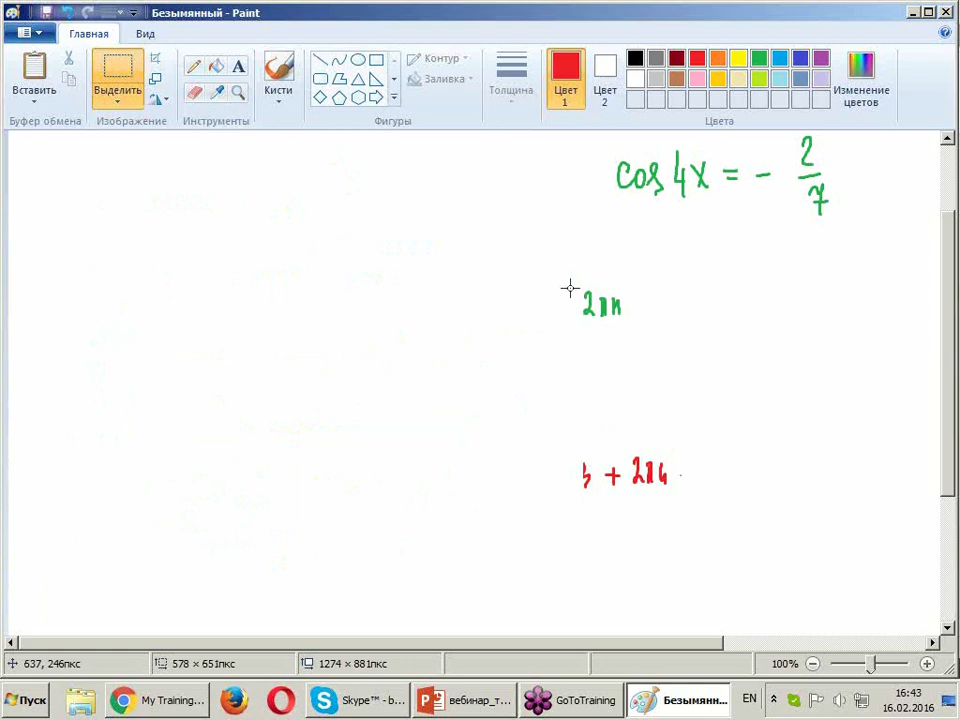 Безымянный - Paint
Главная Вид
Вставить
Выделить
Кисти
Контур
Заливка
Толщина
Цвет 1
Цвет 2
Изменение цветов
Буфер обмена Изображение Инструменты Фигуры Цвета
cos 4x = - 2/7
2πn
+ 2πn
637, 246пкс 578 × 651пкс 1274 × 881пкс 100%
Пуск My Training... Skype™ - b... вебинар_т... GoToTraining Безымянн... EN 16:43
16.02.2016